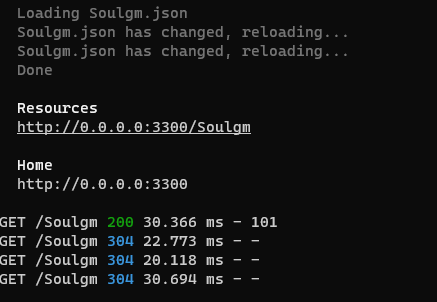 Loading Soulgm.json
Soulgm.json has changed, reloading...
Soulgm.json has changed, reloading...
Done
Resources
http://0.0.0.0:3300/Soulgm
Home
http://0.0.0.0:3300
GET /Soulgm 200 30.366 ms - 101
GET /Soulgm 304 22.773 ms - -
GET /Soulgm 304 20.118 ms - -
GET /Soulgm 304 30.694 ms - -